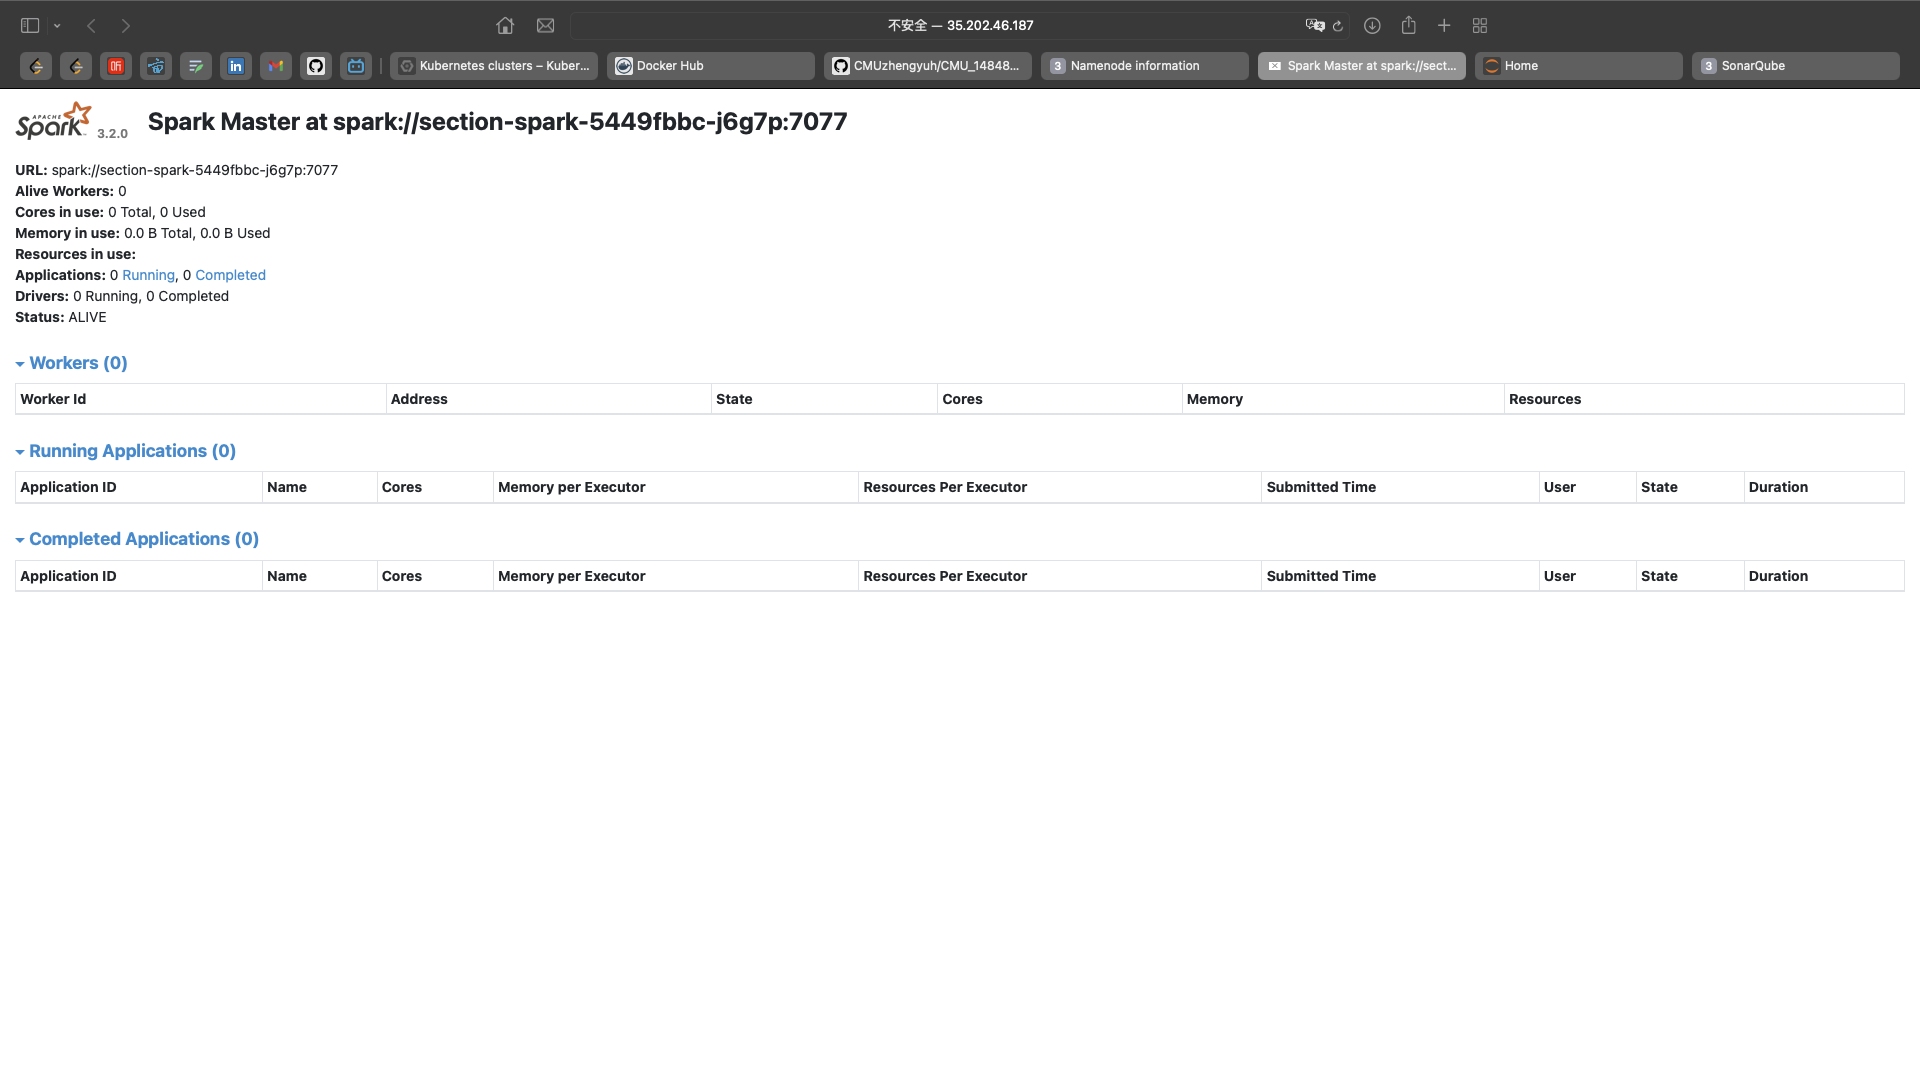 不安全 — 35.202.46.187
Kubernetes clusters – Kuber...
Docker Hub
CMUzhengyuh/CMU_14848...
3 Namenode information
Spark Master at spark://sect...
Home
3 SonarQube
APACHE Spark 3.2.0 Spark Master at spark://section-spark-5449fbbc-j6g7p:7077
URL: spark://section-spark-5449fbbc-j6g7p:7077
Alive Workers: 0
Cores in use: 0 Total, 0 Used
Memory in use: 0.0 B Total, 0.0 B Used
Resources in use:
Applications: 0 Running, 0 Completed
Drivers: 0 Running, 0 Completed
Status: ALIVE
Workers (0)
Worker Id Address State Cores Memory Resources
Running Applications (0)
Application ID Name Cores Memory per Executor Resources Per Executor Submitted Time User State Duration
Completed Applications (0)
Application ID Name Cores Memory per Executor Resources Per Executor Submitted Time User State Duration